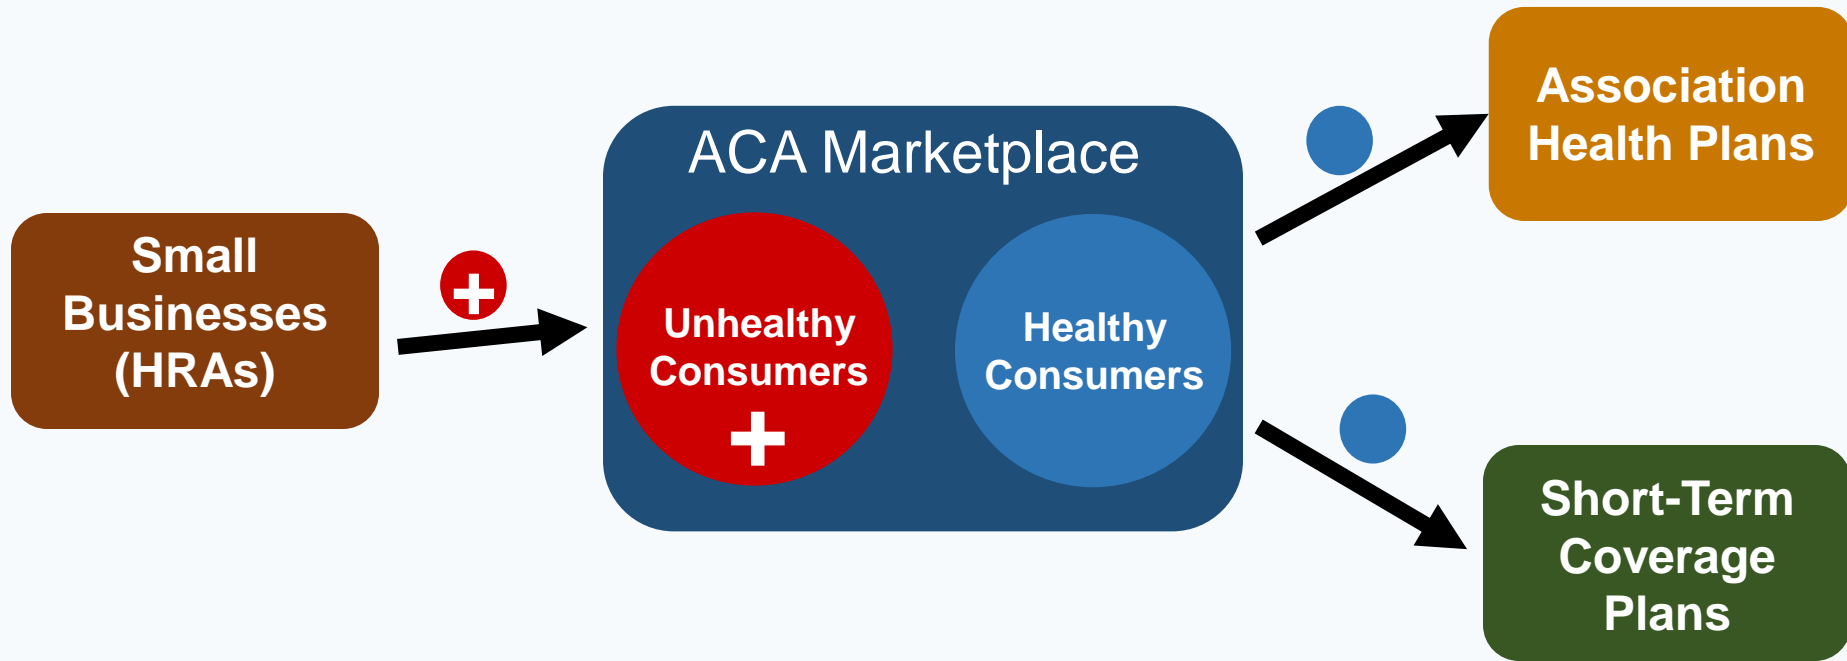 Small
Businesses
(HRAs)
ACA Marketplace
Unhealthy
Consumers
Healthy
Consumers
Association
Health Plans
Short-Term
Coverage
Plans